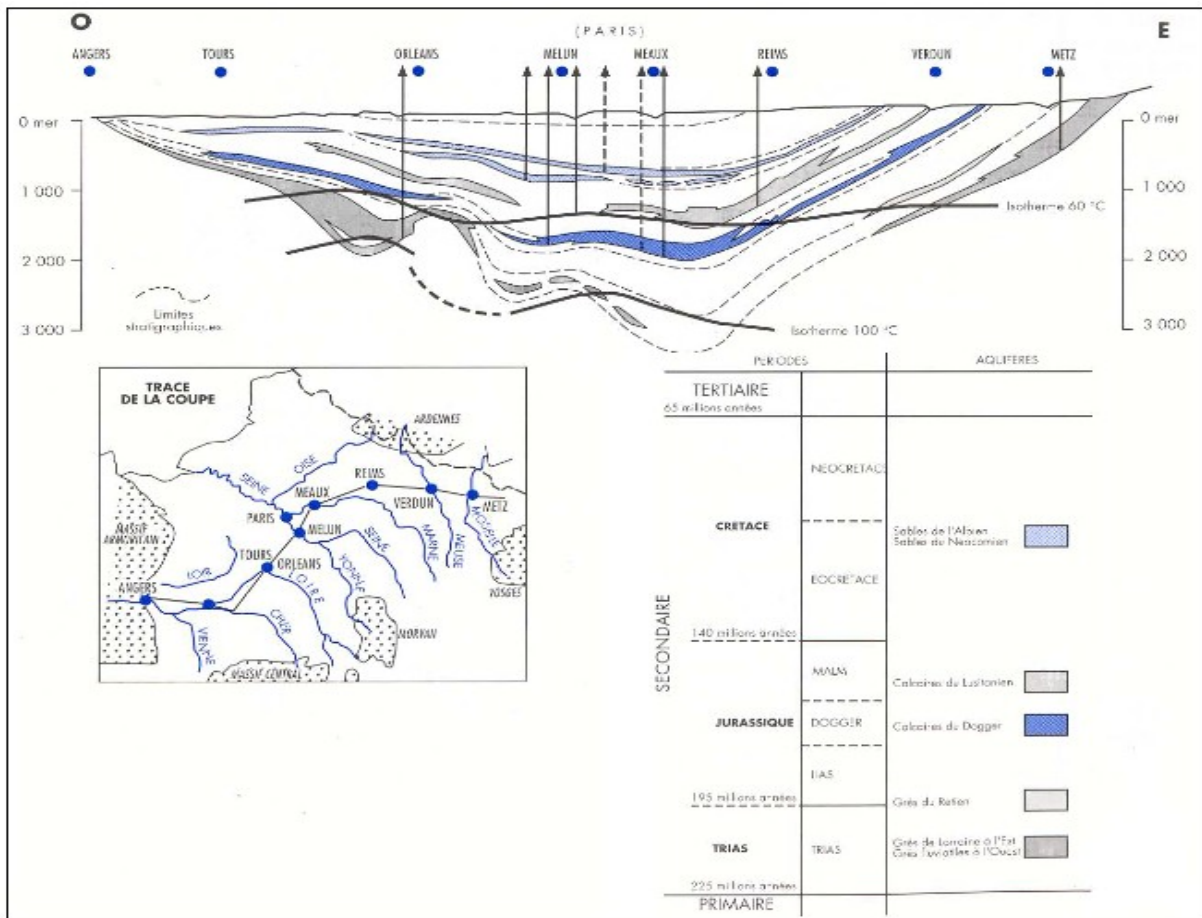 O
(PARIS)
E
ANGERS TOURS ORLEANS MELUN MEAUX REIMS VERDUN METZ
0 mer
1 000
2 000
3 000
0 mer
1 000
2 000
3 000
Isotherme 60 °C
Isotherme 100 °C
Limites
stratigraphiques
TRACE
DE LA COUPE
ARDENNES
OISE
SEINE
REIMS
MEAUX
VERDUN
METZ
PARIS
MELUN
MASSIF
ARMORICAIN
TOURS
ORLEANS
SEINE
MARNE
MEUSE
MOSELLE
VOSGES
LOIR
LOIRE
YONNE
ANGERS
VIENNE
CHER
MORVAN
MASSIF CENTRAL
PERIODES
AQUIFERES
TERTIAIRE
65 millions années
SECONDAIRE
NEOCRETACE
CRETACE
Sables de l'Albien
Sables du Neocomien
EOCRETACE
140 millions années
MALM
Calcaires du Lusitanien
JURASSIQUE
DOGGER
Calcaires du Dogger
LIAS
195 millions années
Grès du Retien
TRIAS
TRIAS
Grès de Lorraine à l'Est
Grès fluviatiles à l'Ouest
225 millions années
PRIMAIRE